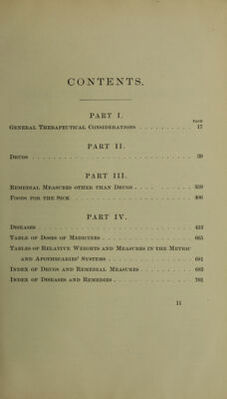 CONTENTS.
PART I.
PAGE
GENERAL THERAPEUTICAL CONSIDERATIONS . . . . . . . . . . 17
PART II.
DRUGS . . . . . . . . . . . . . . . . . . . . . . . . . . . . 39
PART III.
REMEDIAL MEASURES OTHER THAN DRUGS . . . . . . . . . .
FOODS FOR THE SICK . . . . . . . . . . . . . . . . . . . . 406
PART IV.
DISEASES . . . . . . . . . . . . . . . . . . . . . . . . . . . 433
TABLE OF DOSES OF MEDICINES . . . . . . . . . . . . . . . 665
TABLES OF RELATIVE WEIGHTS AND MEASURES IN THE METRIC
AND APOTHECARIES' SYSTEMS . . . . . . . . . . . . . . . 681
INDEX OF DRUGS AND REMEDIAL MEASURES . . . . . . . . . 683
INDEX OF DISEASES AND REMEDIES . . . . . . . . . . . . . 701
11